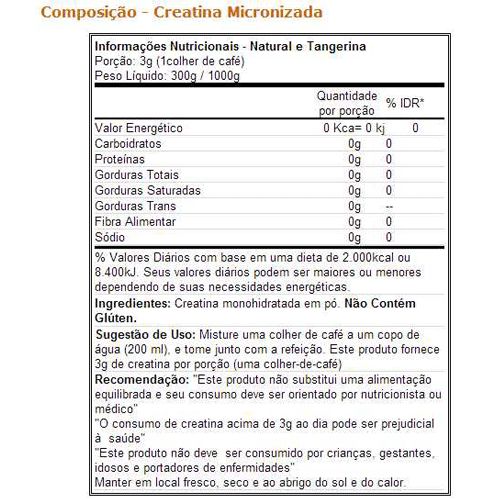 Composição - Creatina Micronizada
Informações Nutricionais - Natural e Tangerina
Porção: 3g (1colher de café)
Peso Líquido: 300g / 1000g
Quantidade por porção % IDR*
Valor Energético 0 Kca= 0 kj 0
Carboidratos 0g 0
Proteínas 0g 0
Gorduras Totais 0g 0
Gorduras Saturadas 0g 0
Gorduras Trans 0g --
Fibra Alimentar 0g 0
Sódio 0g 0
% Valores Diários com base em uma dieta de 2.000kcal ou
8.400kJ. Seus valores diários podem ser maiores ou menores
dependendo de suas necessidades energéticas.
Ingredientes: Creatina monohidratada em pó. Não Contém
Glúten.
Sugestão de Uso: Misture uma colher de café a um copo de
água (200 ml), e tome junto com a refeição. Este produto fornece
3g de creatina por porção (uma colher-de-café)
Recomendação: "Este produto não substitui uma alimentação
equilibrada e seu consumo deve ser orientado por nutricionista ou
médico"
"O consumo de creatina acima de 3g ao dia pode ser prejudicial
à saúde"
"Este produto não deve ser consumido por crianças, gestantes,
idosos e portadores de enfermidades"
Manter em local fresco, seco e ao abrigo do sol e do calor.